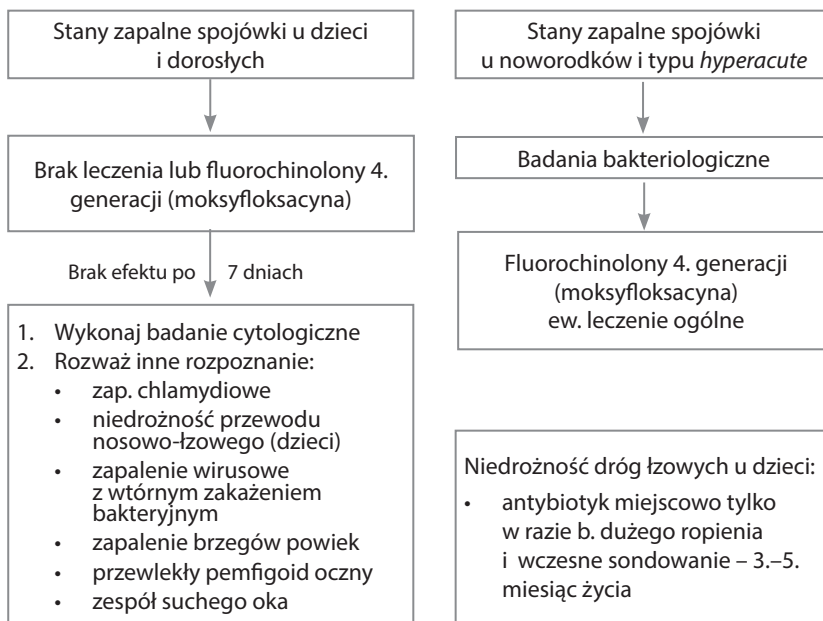 Stany zapalne spojówki u dzieci
i dorosłych
Brak leczenia lub fluorochinolony 4.
generacji (moksyfloksacyna)
Brak efektu po 7 dniach
1. Wykonaj badanie cytologiczne
2. Rozważ inne rozpoznanie:
• zap. chlamydiowe
• niedrożność przewodu
nosowo-łzowego (dzieci)
• zapalenie wirusowe
z wtórnym zakażeniem
bakteryjnym
• zapalenie brzegów powiek
• przewlekły pemfigoid oczny
• zespół suchego oka
Stany zapalne spojówki
u noworodków i typu hyperacute
Badania bakteriologiczne
Fluorochinolony 4. generacji
(moksyfloksacyna)
ew. leczenie ogólne
Niedrożność dróg łzowych u dzieci:
• antybiotyk miejscowo tylko
w razie b. dużego ropienia
i wczesne sondowanie – 3.–5.
miesiąc życia